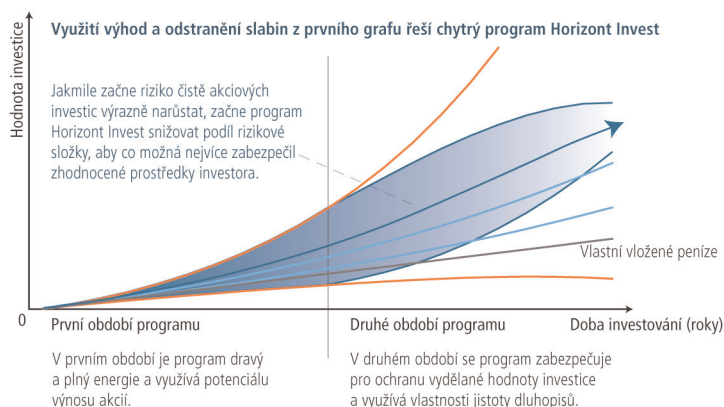 Využití výhod a odstranění slabin z prvního grafu řeší chytrý program Horizont Invest
Hodnota investice
Jakmile začne riziko čistě akciových
investic výrazně narůstat, začne program
Horizont Invest snižovat podíl rizikové
složky, aby co možná nejvíce zabezpečil
zhodnocené prostředky investora.
Vlastní vložené peníze
0
První období programu
Druhé období programu
Doba investování (roky)
V prvním období je program dravý
a plný energie a využívá potenciálu
výnosu akcií.
V druhém období se program zabezpečuje
pro ochranu vydělané hodnoty investice
a využívá vlastnosti jistoty dluhopisů.